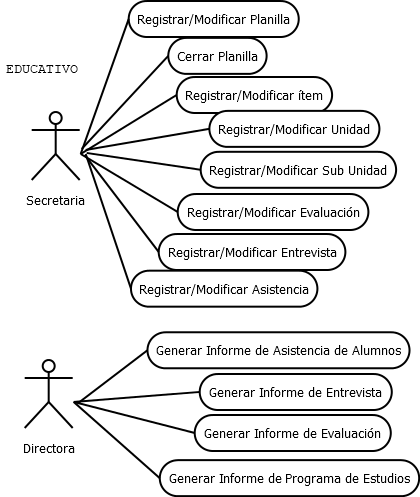 Registrar/Modificar Planilla
Cerrar Planilla
EDUCATIVO
Registrar/Modificar ítem
Registrar/Modificar Unidad
Registrar/Modificar Sub Unidad
Secretaria
Registrar/Modificar Evaluación
Registrar/Modificar Entrevista
Registrar/Modificar Asistencia
Generar Informe de Asistencia de Alumnos
Generar Informe de Entrevista
Generar Informe de Evaluación
Directora
Generar Informe de Programa de Estudios